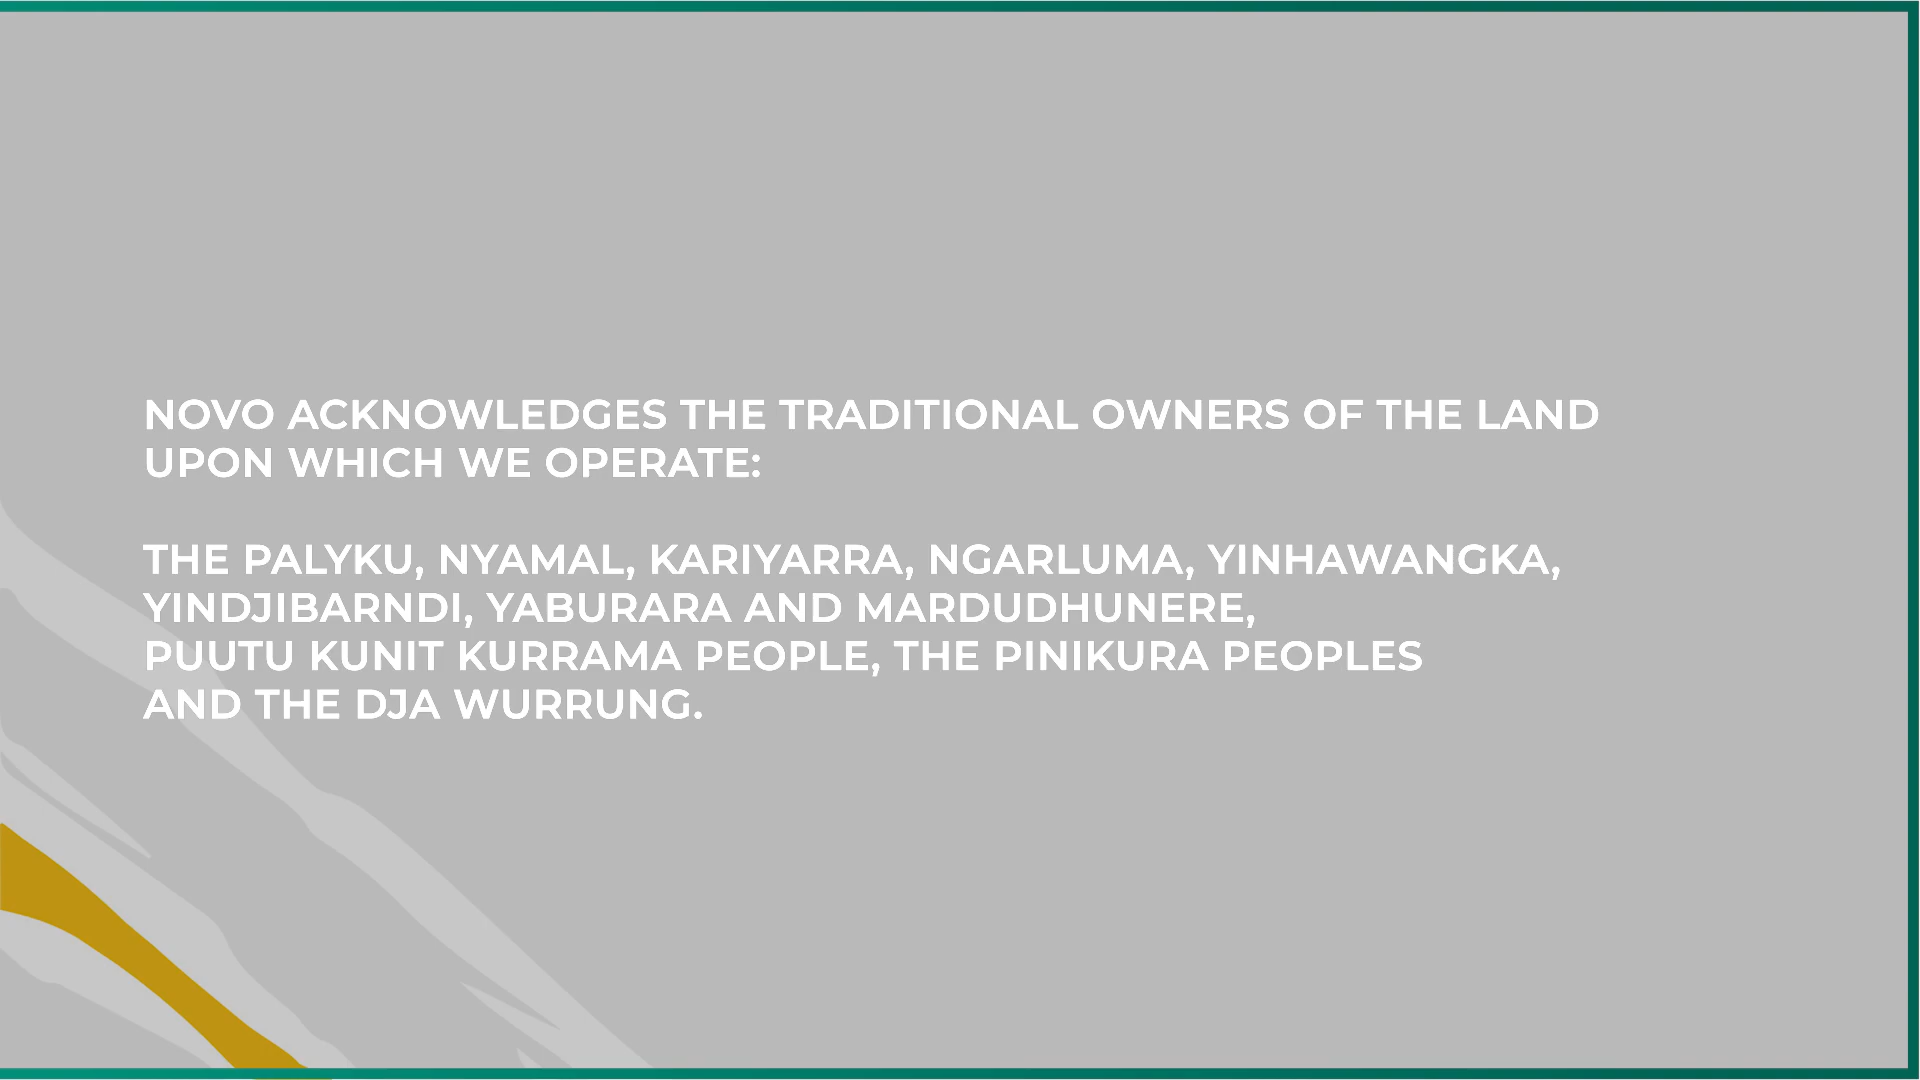 NOVO ACKNOWLEDGES THE TRADITIONAL OWNERS OF THE LAND
UPON WHICH WE OPERATE:
THE PALYKU, NYAMAL, KARIYARRA, NGARLUMA, YINHAWANGKA,
YINDJIBARNDI, YABURARA AND MARDUDHUNERE,
PUUTU KUNIT KURRAMA PEOPLE, THE PINIKURA PEOPLES
AND THE DJA WURRUNG.